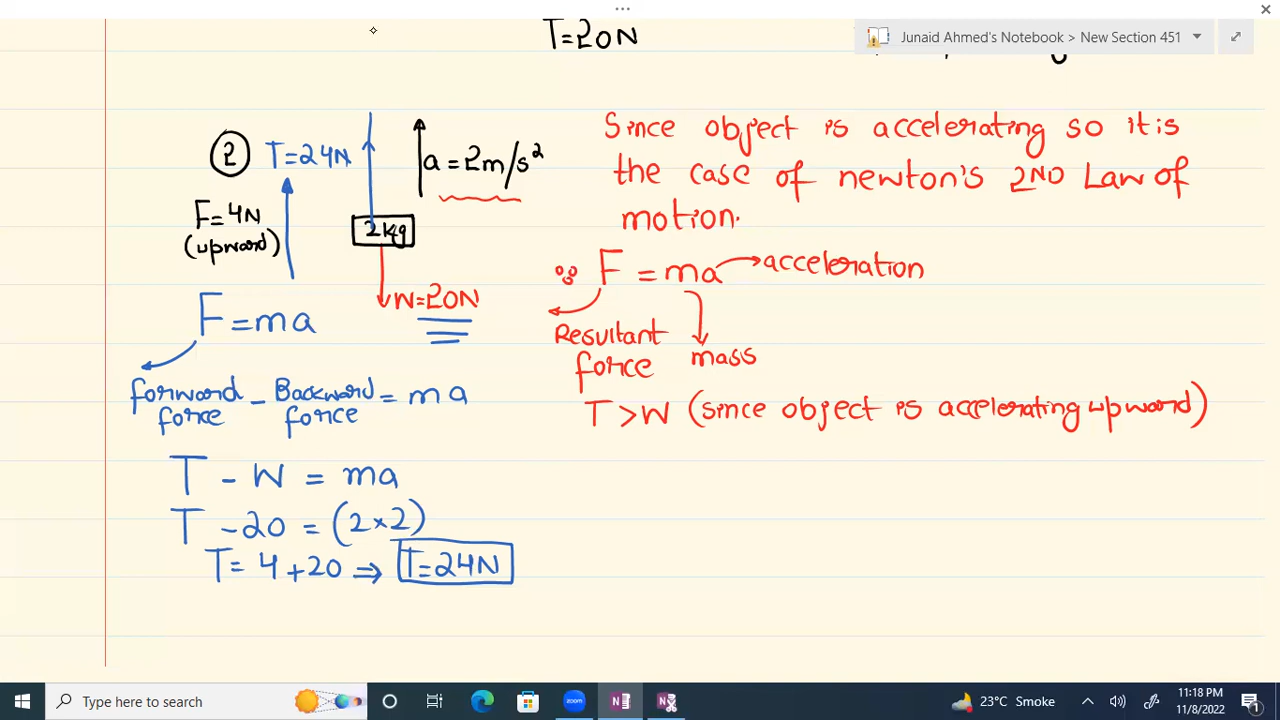 T=20N
Junaid Ahmed's Notebook > New Section 451
2 T=24N
a = 2m/s²
F=4N
(upward)
2kg
W=20N
F=ma
forward force - Backward force = ma
T - W = ma
T - 20 = (2×2)
T= 4+20 ⇒ T=24N
Since object is accelerating so it is
the case of newton's 2ND Law of
motion.
F = ma → acceleration
Resultant force
mass
T > W (since object is accelerating upward)
Type here to search
zoom
23°C Smoke
11:18 PM
11/8/2022
1